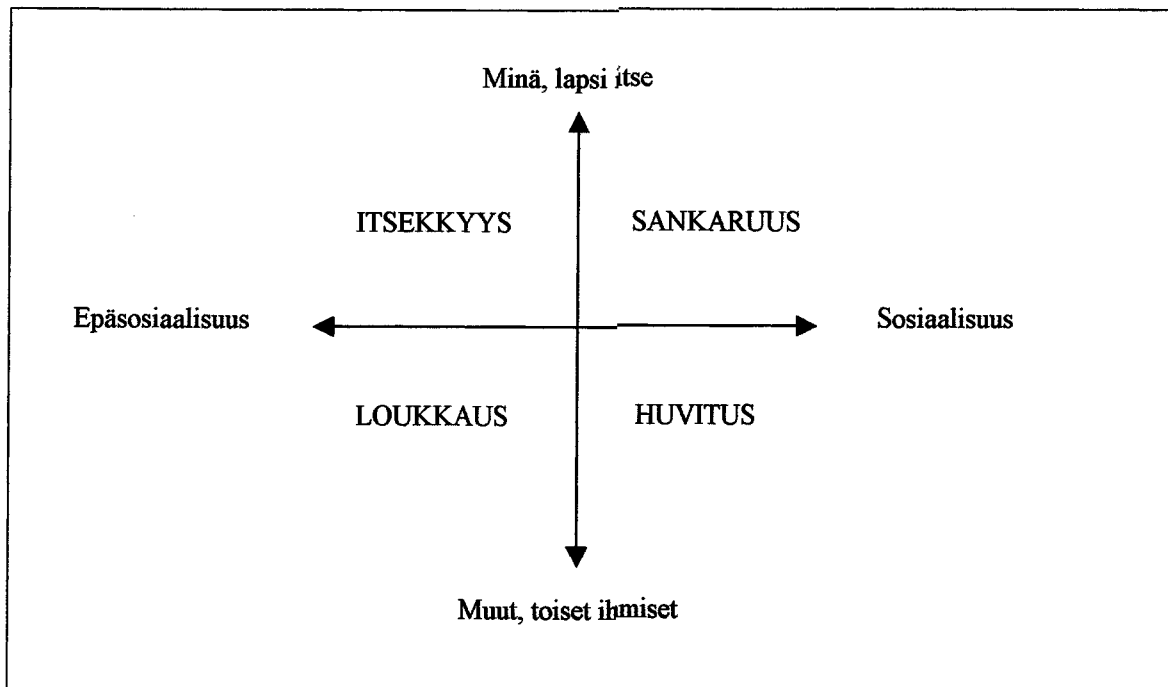 Minä, lapsi itse
ITSEKKYYS SANKARUUS
Epäsosiaalisuus Sosiaalisuus
LOUKKAUS HUVITUS
Muut, toiset ihmiset